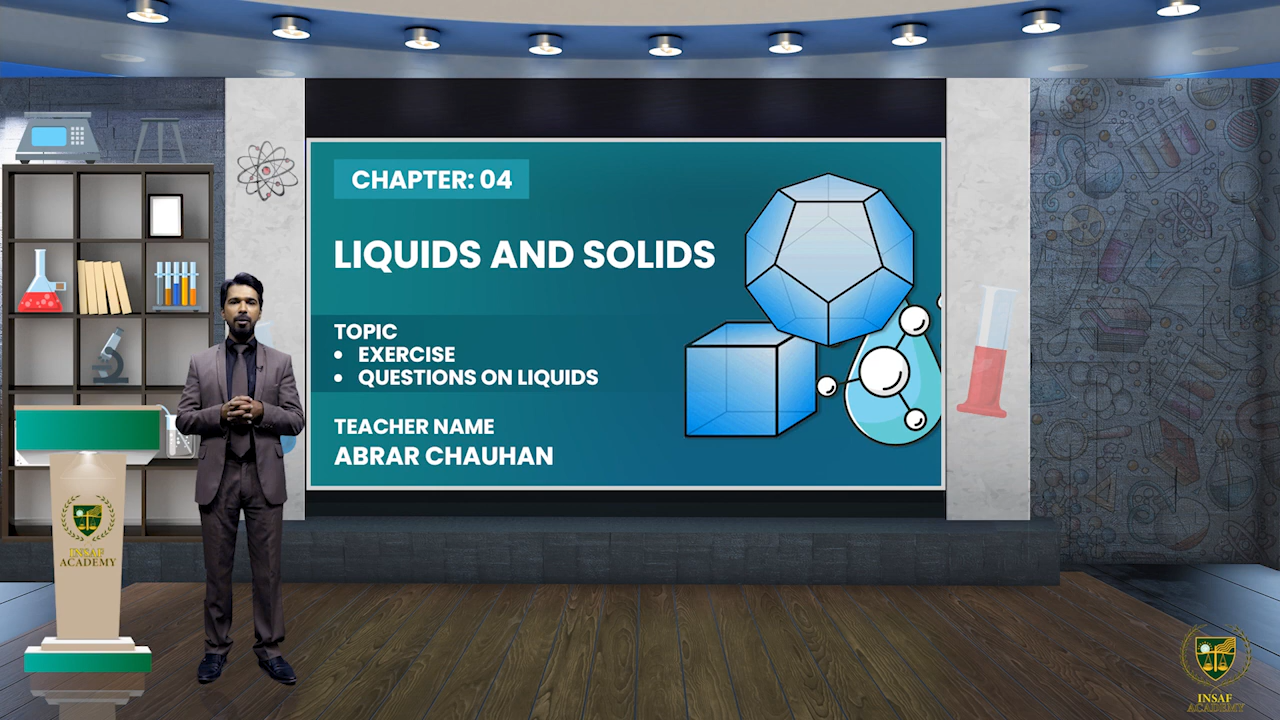 CHAPTER: 04
LIQUIDS AND SOLIDS
TOPIC
• EXERCISE
• QUESTIONS ON LIQUIDS
TEACHER NAME
ABRAR CHAUHAN
INSAF
ACADEMY
INSAF
ACADEMY